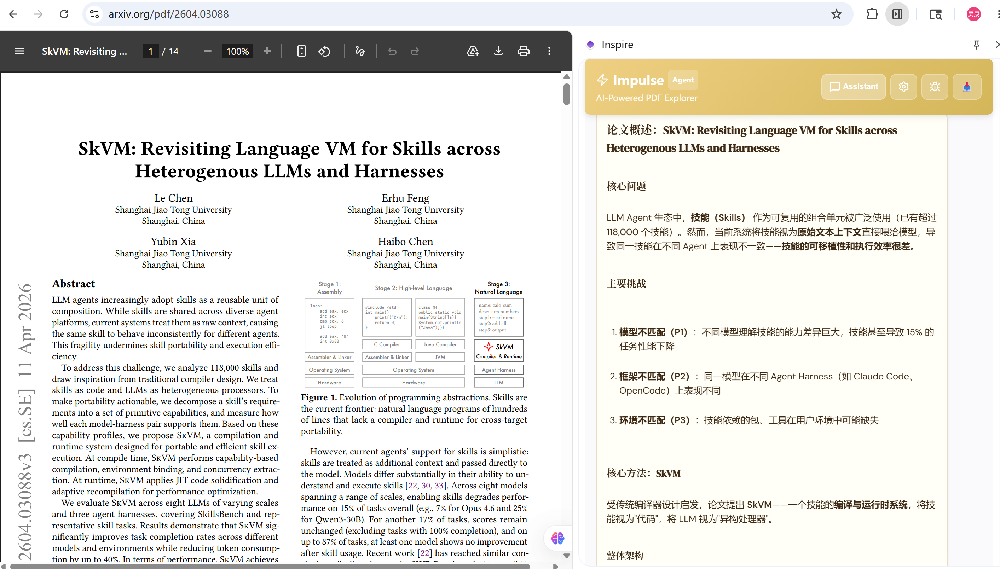 arxiv.org/pdf/2604.03088
吴晟
SkVM: Revisiting ...
1 / 14
100%
SkVM: Revisiting Language VM for Skills across
Heterogenous LLMs and Harnesses
Le Chen
Shanghai Jiao Tong University
Shanghai, China
Erhu Feng
Shanghai Jiao Tong University
Shanghai, China
Yubin Xia
Shanghai Jiao Tong University
Shanghai, China
Haibo Chen
Shanghai Jiao Tong University
Shanghai, China
2604.03088v3 [cs.SE] 11 Apr 2026
Abstract
LLM agents increasingly adopt skills as a reusable unit of
composition. While skills are shared across diverse agent
platforms, current systems treat them as raw context, causing
the same skill to behave inconsistently for different agents.
This fragility undermines skill portability and execution effi-
ciency.
To address this challenge, we analyze 118,000 skills and
draw inspiration from traditional compiler design. We treat
skills as code and LLMs as heterogeneous processors. To
make portability actionable, we decompose a skill's require-
ments into a set of primitive capabilities, and measure how
well each model-harness pair supports them. Based on these
capability profiles, we propose SkVM, a compilation and
runtime system designed for portable and efficient skill ex-
ecution. At compile time, SkVM performs capability-based
compilation, environment binding, and concurrency extrac-
tion. At runtime, SkVM applies JIT code solidification and
adaptive recompilation for performance optimization.
We evaluate SkVM across eight LLMs of varying scales
and three agent harnesses, covering SkillsBench and rep-
resentative skill tasks. Results demonstrate that SkVM sig-
nificantly improves task completion rates across different
models and environments while reducing token consump-
tion by up to 40%. In terms of performance, SkVM achieves
Stage 1:
Assembly
loop:
add eax, ecx
inc ecx
cmp ecx, 6
jl loop
add eax, '0'
int 0x80
Assembler & Linker
Operating System
Hardware
Stage 2: High-level Language
#include <std>
int main()
printf("C\n");
return 0;
}
C Compiler
Assembler & Linker
class M{
public static void
main(String[]a){
System.out.println
("Java");}}
Java Compiler
JVM
Operating System
Hardware
Stage 3:
Natural Language
name: calc_sum
desc: sum numbers
step1: read nums
step2: add all
step3: output
SkVM
Compiler & Runtime
Agent Harness
LLM
Figure 1. Evolution of programming abstractions. Skills are
the current frontier: natural language programs of hundreds
of lines that lack a compiler and runtime for cross-target
portability.
However, current agents' support for skills is simplistic:
skills are treated as additional context and passed directly to
the model. Models differ substantially in their ability to un-
derstand and execute skills [22, 30, 33]. Across eight models
spanning a range of scales, enabling skills degrades perfor-
mance on 15% of tasks overall (e.g., 7% for Opus 4.6 and 25%
for Qwen3-30B). For another 17% of tasks, scores remain
unchanged (excluding tasks with 100% completion), and on
up to 87% of tasks, at least one model shows no improvement
after skill usage. Recent work [22] has reached similar con-
Inspire
Impulse Agent
AI-Powered PDF Explorer
Assistant
论文概述：SkVM: Revisiting Language VM for Skills across
Heterogenous LLMs and Harnesses
核心问题
LLM Agent 生态中，技能（Skills） 作为可复用的组合单元被广泛使用（已有超过
118,000 个技能）。然而，当前系统将技能视为原始文本上下文直接喂给模型，导
致同一技能在不同 Agent 上表现不一致——技能的可移植性和执行效率很差。
主要挑战
1. 模型不匹配（P1）：不同模型理解技能的能力差异巨大，技能甚至导致 15% 的
任务性能下降
2. 框架不匹配（P2）：同一模型在不同 Agent Harness（如 Claude Code、
OpenCode）上表现不同
3. 环境不匹配（P3）：技能依赖的包、工具在用户环境中可能缺失
核心方法：SkVM
受传统编译器设计启发，论文提出 SkVM——一个技能的编译与运行时系统，将技
能视为"代码"，将 LLM 视为"异构处理器"。
整体架构